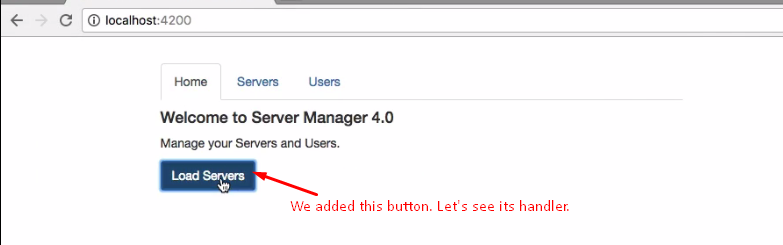 localhost:4200
Home Servers Users
Welcome to Server Manager 4.0
Manage your Servers and Users.
Load Servers
We added this button. Let's see its handler.